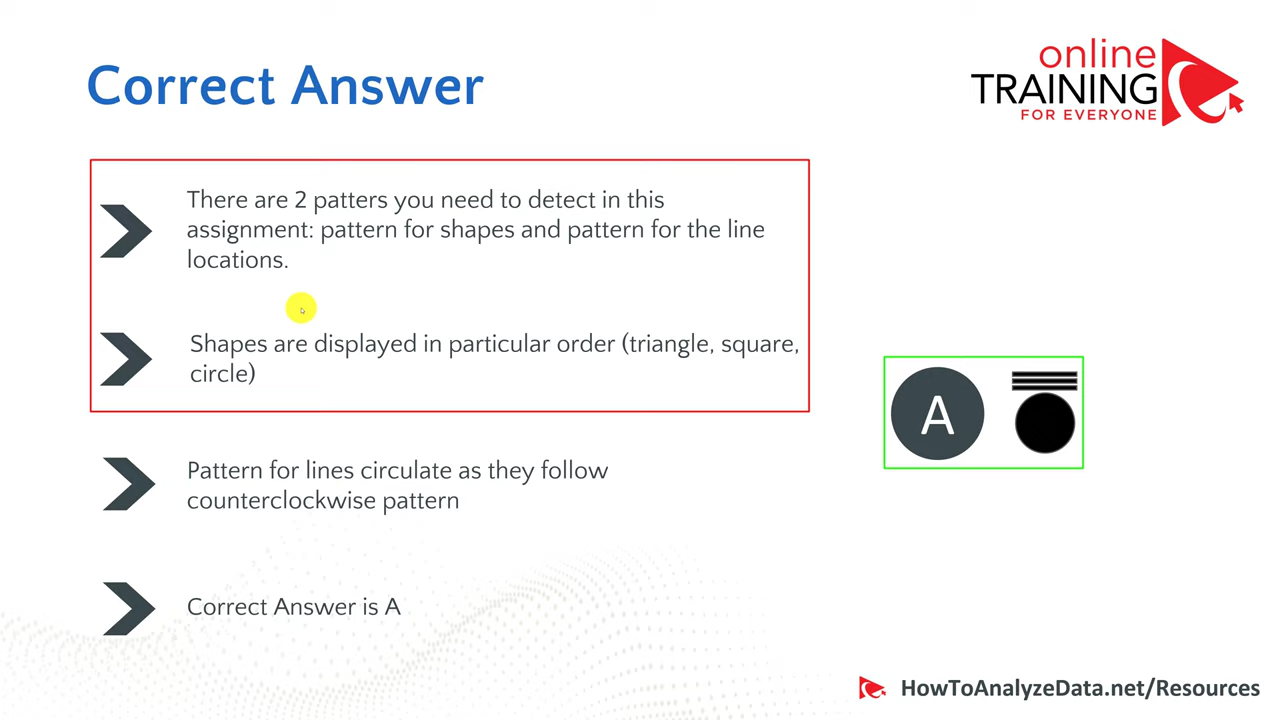 Correct Answer
online
TRAINING
FOR EVERYONE
There are 2 patters you need to detect in this
assignment: pattern for shapes and pattern for the line
locations.
Shapes are displayed in particular order (triangle, square,
circle)
A
Pattern for lines circulate as they follow
counterclockwise pattern
Correct Answer is A
HowToAnalyzeData.net/Resources